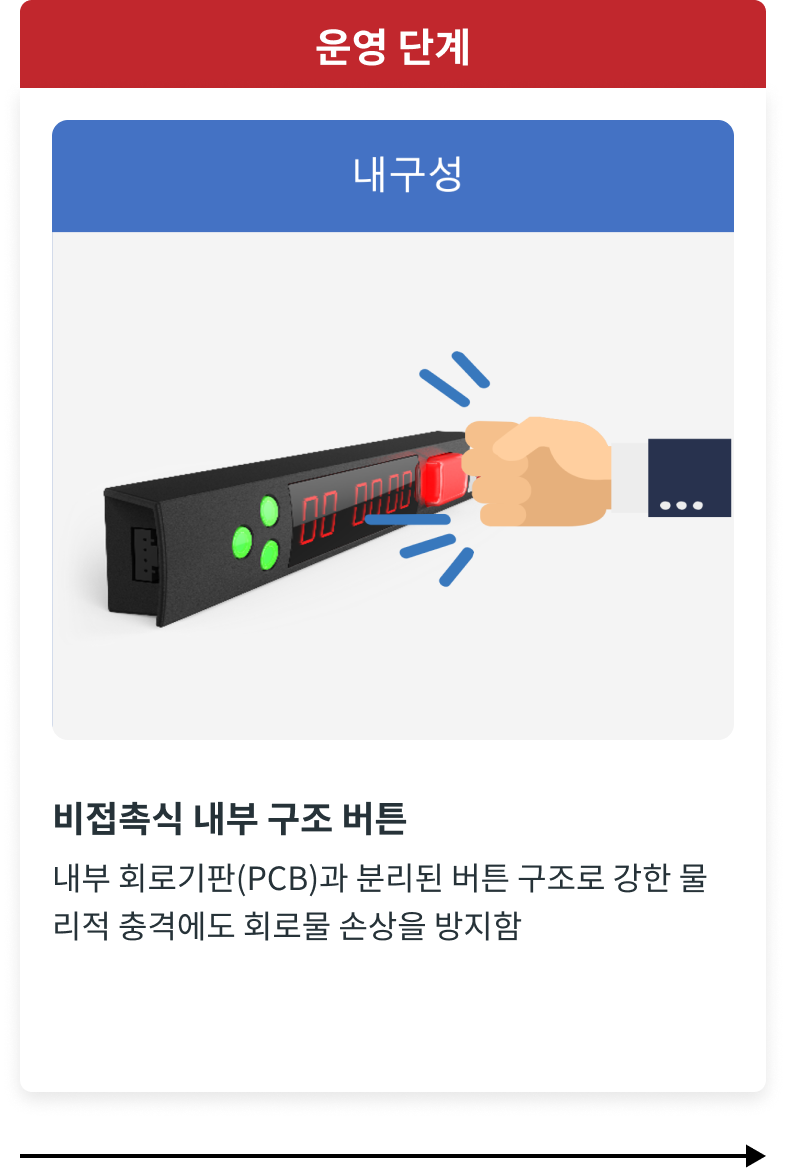 운영 단계
내구성
00 0000
비접촉식 내부 구조 버튼
내부 회로기판(PCB)과 분리된 버튼 구조로 강한 물
리적 충격에도 회로물 손상을 방지함